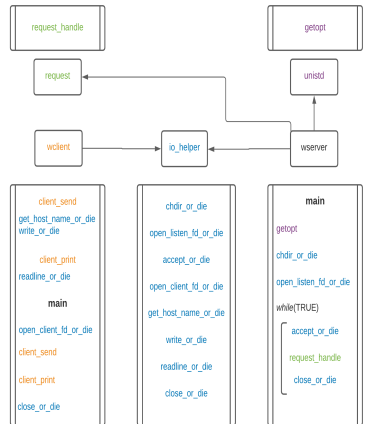 request_handle
getopt
request
unistd
wclient
io_helper
wserver
client_send
get_host_name_or_die
write_or_die
client_print
readline_or_die
main
open_client_fd_or_die
client_send
client_print
close_or_die
chdir_or_die
open_listen_fd_or_die
accept_or_die
open_client_fd_or_die
get_host_name_or_die
write_or_die
readline_or_die
close_or_die
main
getopt
chdir_or_die
open_listen_fd_or_die
while(TRUE)
accept_or_die
request_handle
close_or_die